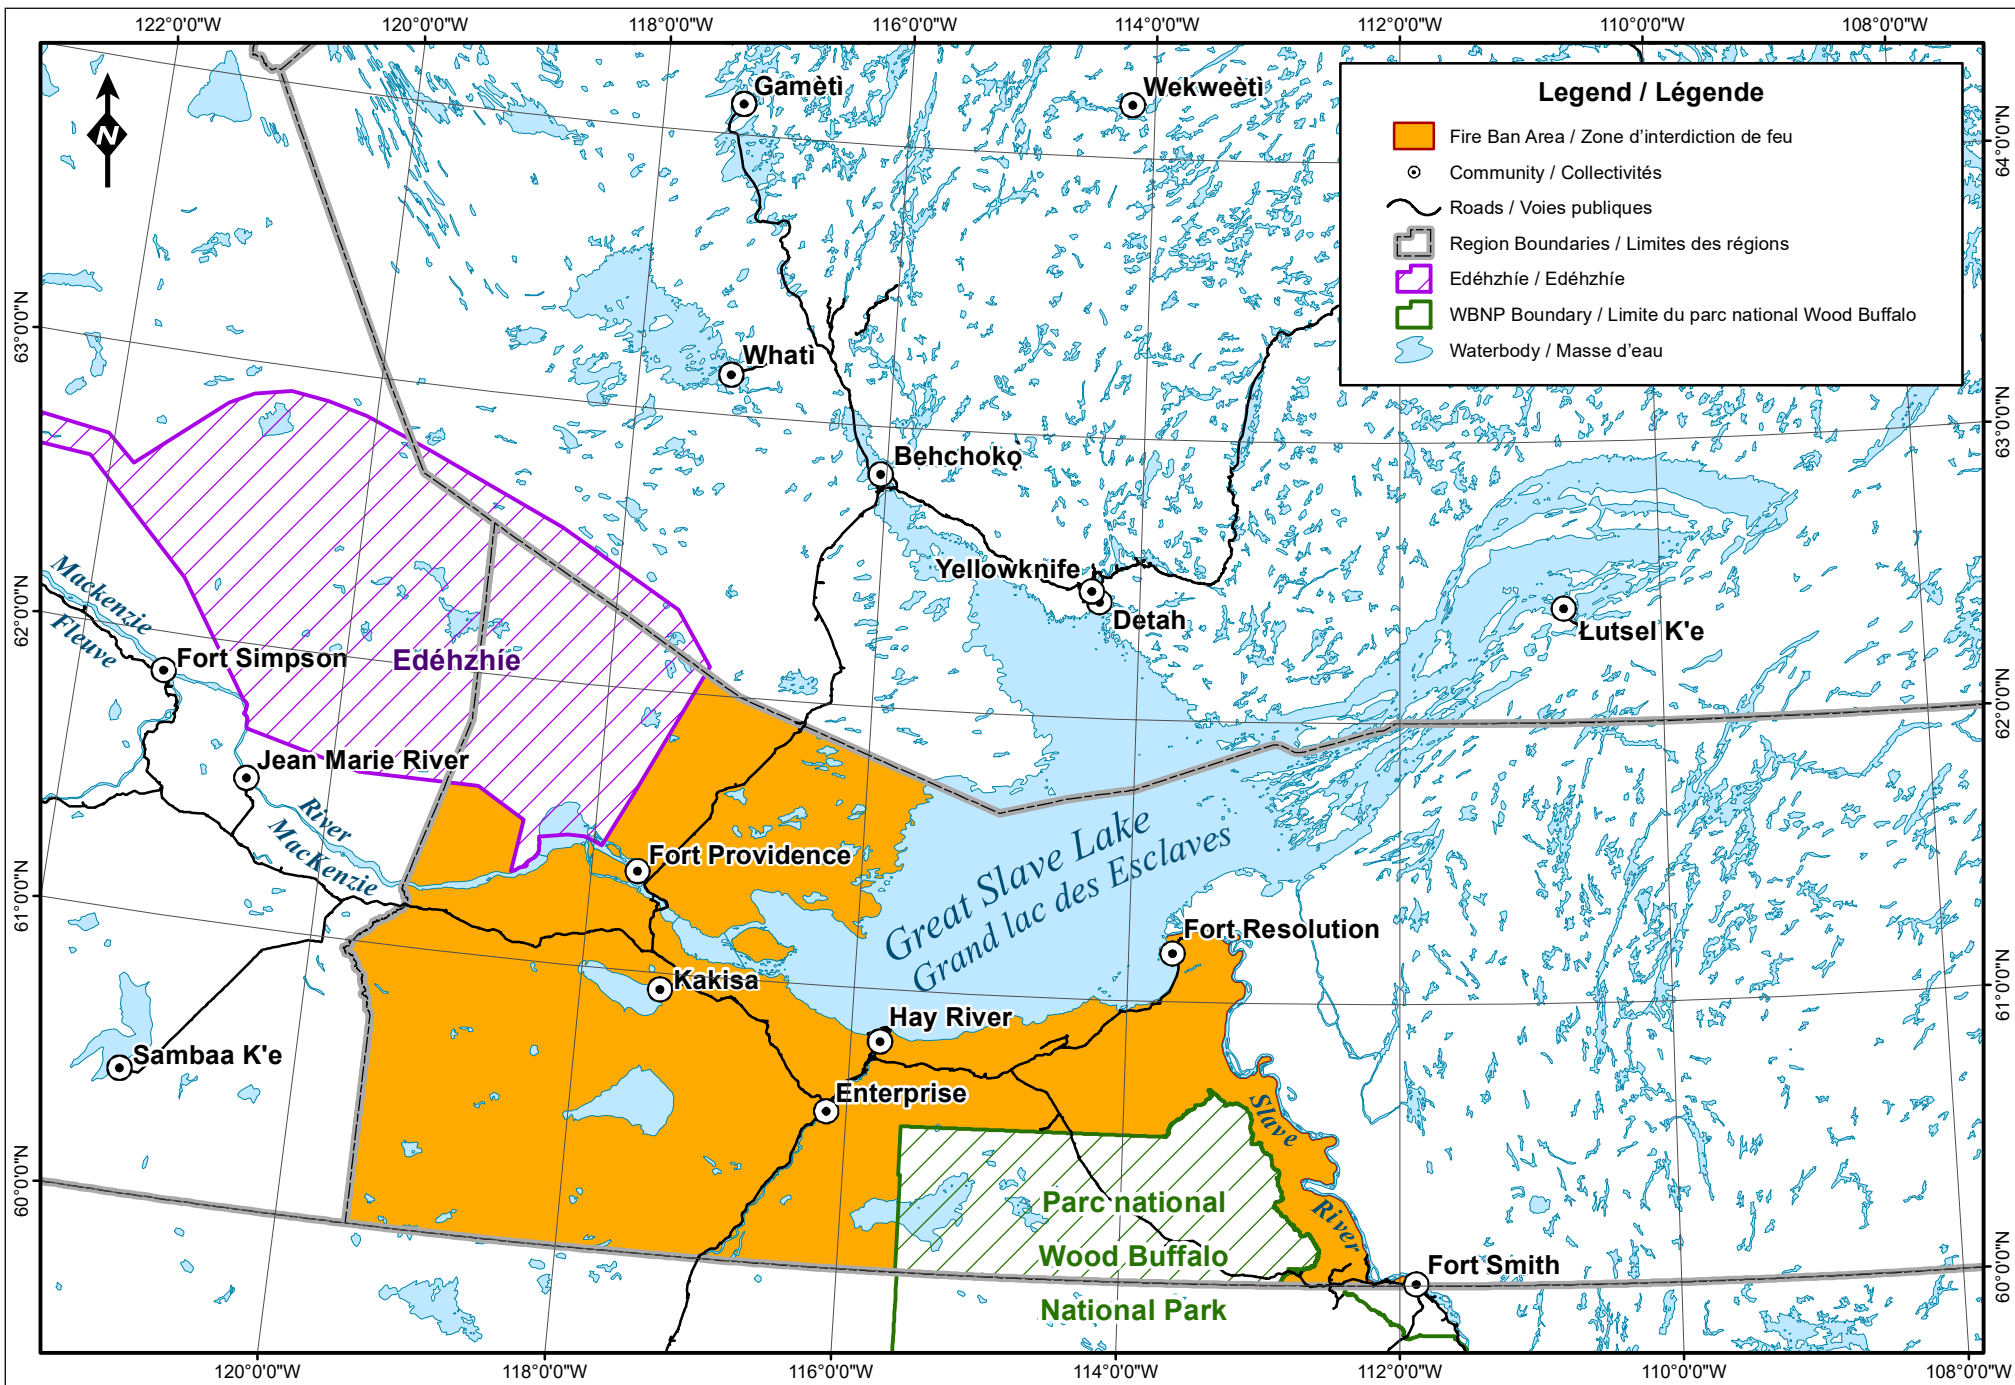 122°0'0"W
120°0'0"W
118°0'0"W
116°0'0"W
114°0'0"W
112°0'0"W
110°0'0"W
108°0'0"W
N
Gamètì
Wekweètì
Legend / Légende
Fire Ban Area / Zone d'interdiction de feu
Community / Collectivités
Roads / Voies publiques
Region Boundaries / Limites des régions
Edéhzhíe / Edéhzhíe
WBNP Boundary / Limite du parc national Wood Buffalo
Waterbody / Masse d'eau
64°0'0"N
63°0'0"N
63°0'0"N
Whatì
Behchokǫ̀
Yellowknife
Detah
Łutsel K'e
62°0'0"N
62°0'0"N
Mackenzie
Fleuve
Fort Simpson
Edéhzhíe
Jean Marie River
River
MacKenzie
Fort Providence
Great Slave Lake
Grand lac des Esclaves
Fort Resolution
61°0'0"N
61°0'0"N
Kakisa
Hay River
Sambaa K'e
Enterprise
Slave
River
60°0'0"N
60°0'0"N
Parc national
Wood Buffalo
National Park
Fort Smith
120°0'0"W
118°0'0"W
116°0'0"W
114°0'0"W
112°0'0"W
110°0'0"W
108°0'0"W